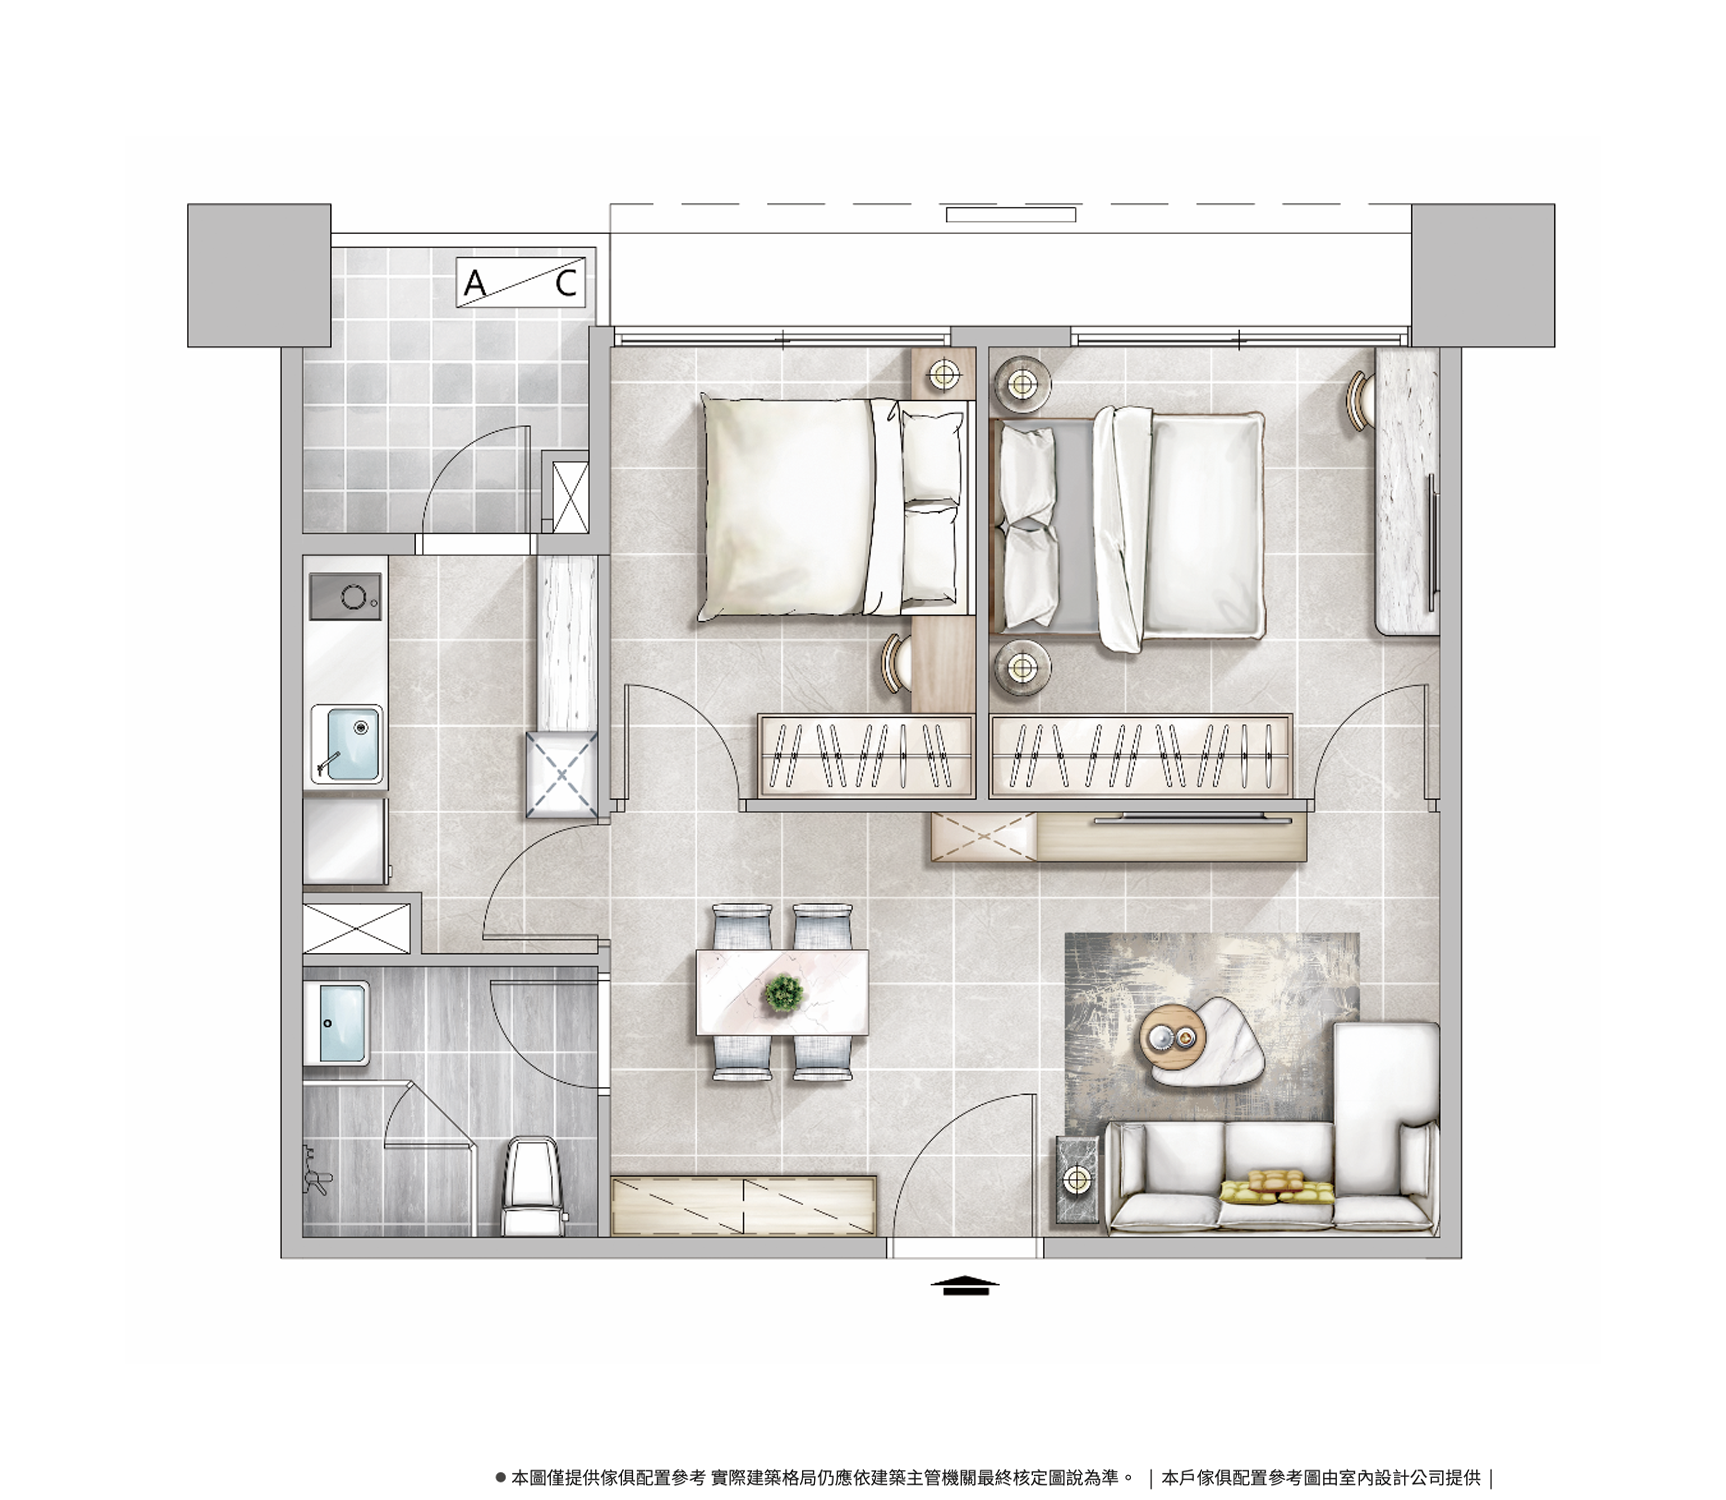 A C
●本圖僅提供傢俱配置參考 實際建築格局仍應依建築主管機關最終核定圖說為準。｜本戶傢俱配置參考圖由室內設計公司提供｜